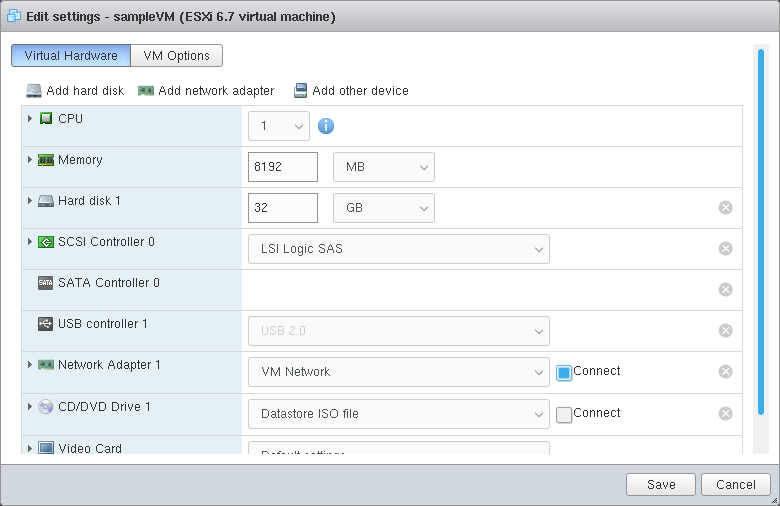 Edit settings - sampleVM (ESXi 6.7 virtual machine)
Virtual Hardware VM Options
Add hard disk Add network adapter Add other device
CPU 1
Memory 8192 MB
Hard disk 1 32 GB
SCSI Controller 0 LSI Logic SAS
SATA SATA Controller 0
USB controller 1 USB 2.0
Network Adapter 1 VM Network Connect
CD/DVD Drive 1 Datastore ISO file Connect
Video Card Default settings
Save Cancel